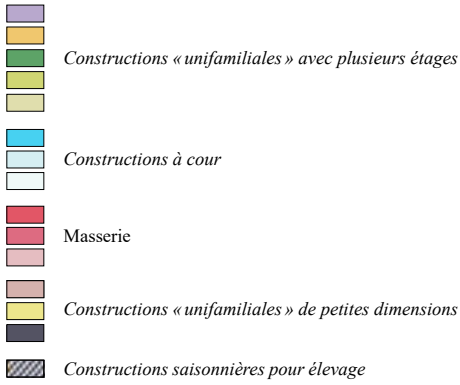 Constructions « unifamiliales » avec plusieurs étages
Constructions à cour
Masserie
Constructions « unifamiliales » de petites dimensions
Constructions saisonnières pour élevage